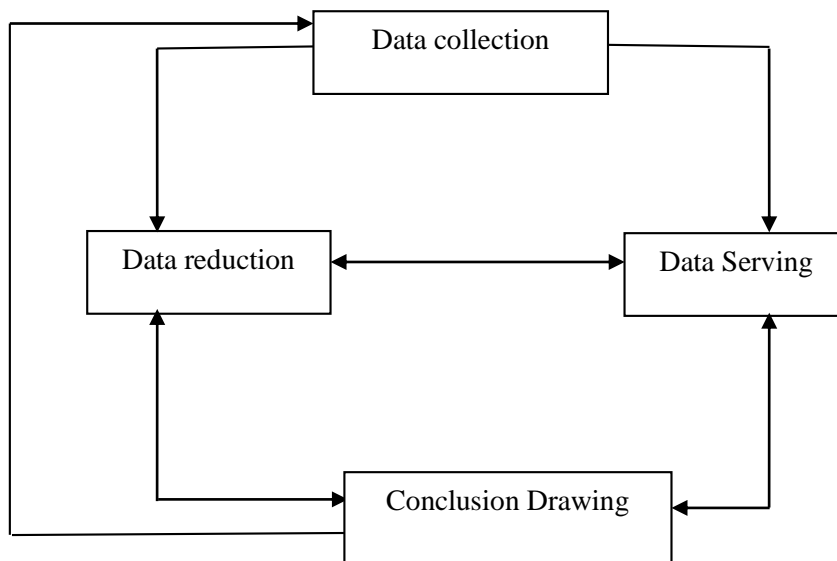 Data collection
Data reduction
Data Serving
Conclusion Drawing